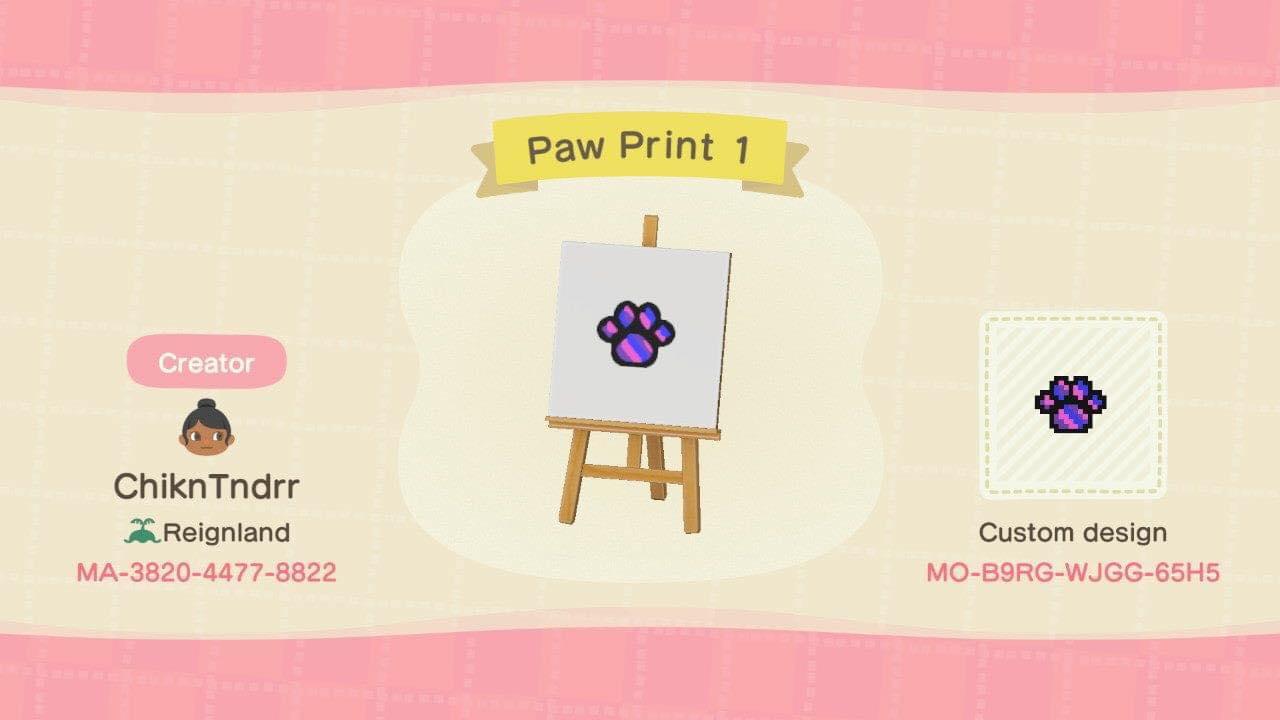 Paw Print 1
Creator
ChiknTndrr
Reignland
MA-3820-4477-8822
Custom design
MO-B9RG-WJGG-65H5